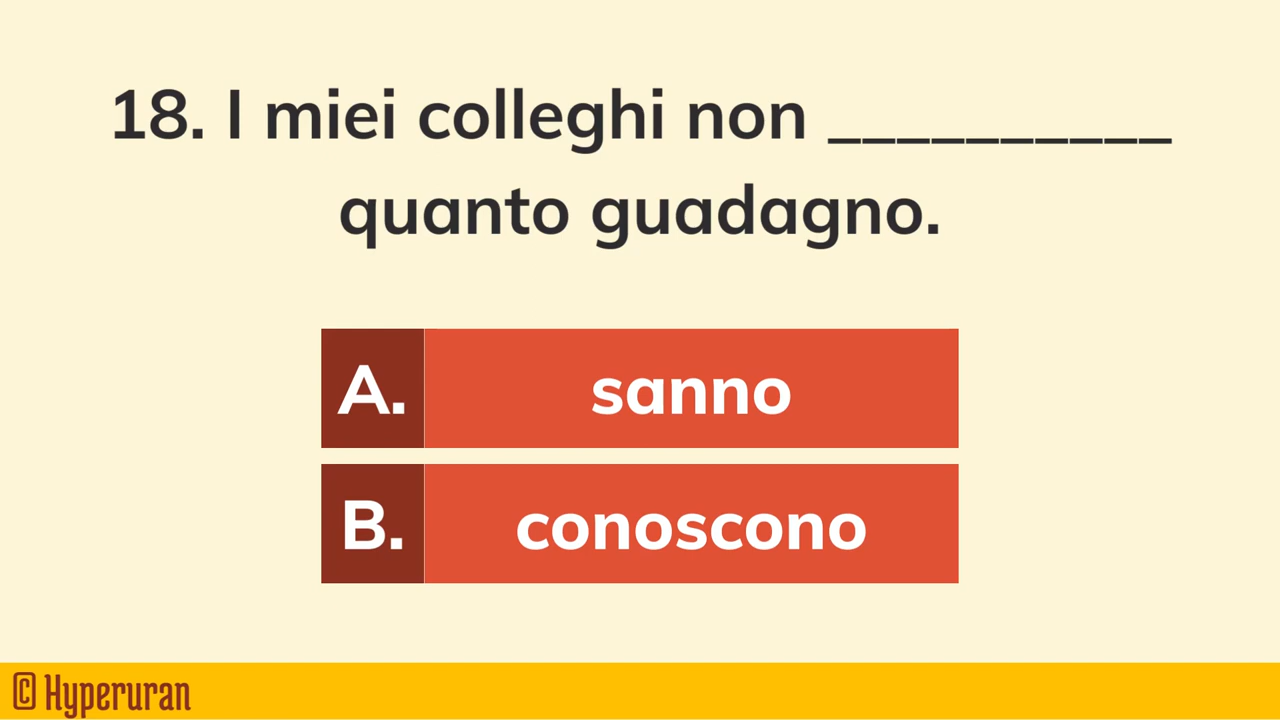 18. I miei colleghi non __________
quanto guadagno.
A. sanno
B. conoscono
© Hyperuran